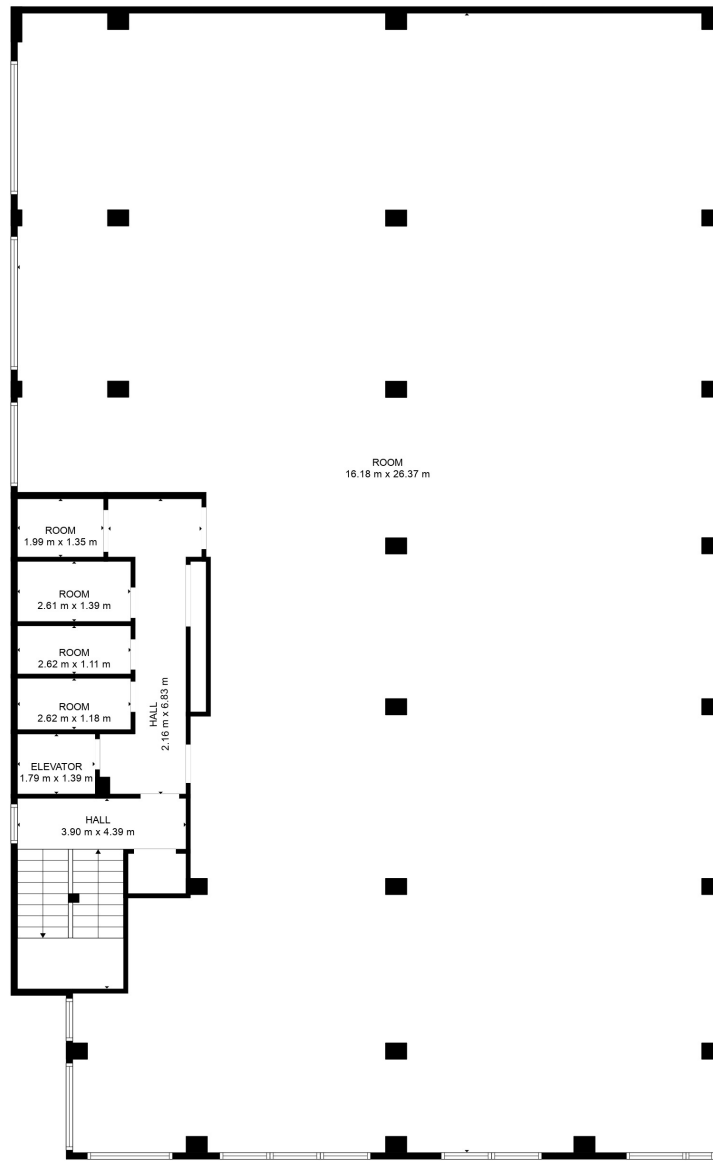 ROOM
16.18 m x 26.37 m
ROOM
1.99 m x 1.35 m
ROOM
2.61 m x 1.39 m
ROOM
2.62 m x 1.11 m
ROOM
2.62 m x 1.18 m
HALL
2.16 m x 6.83 m
ELEVATOR
1.79 m x 1.39 m
HALL
3.90 m x 4.39 m